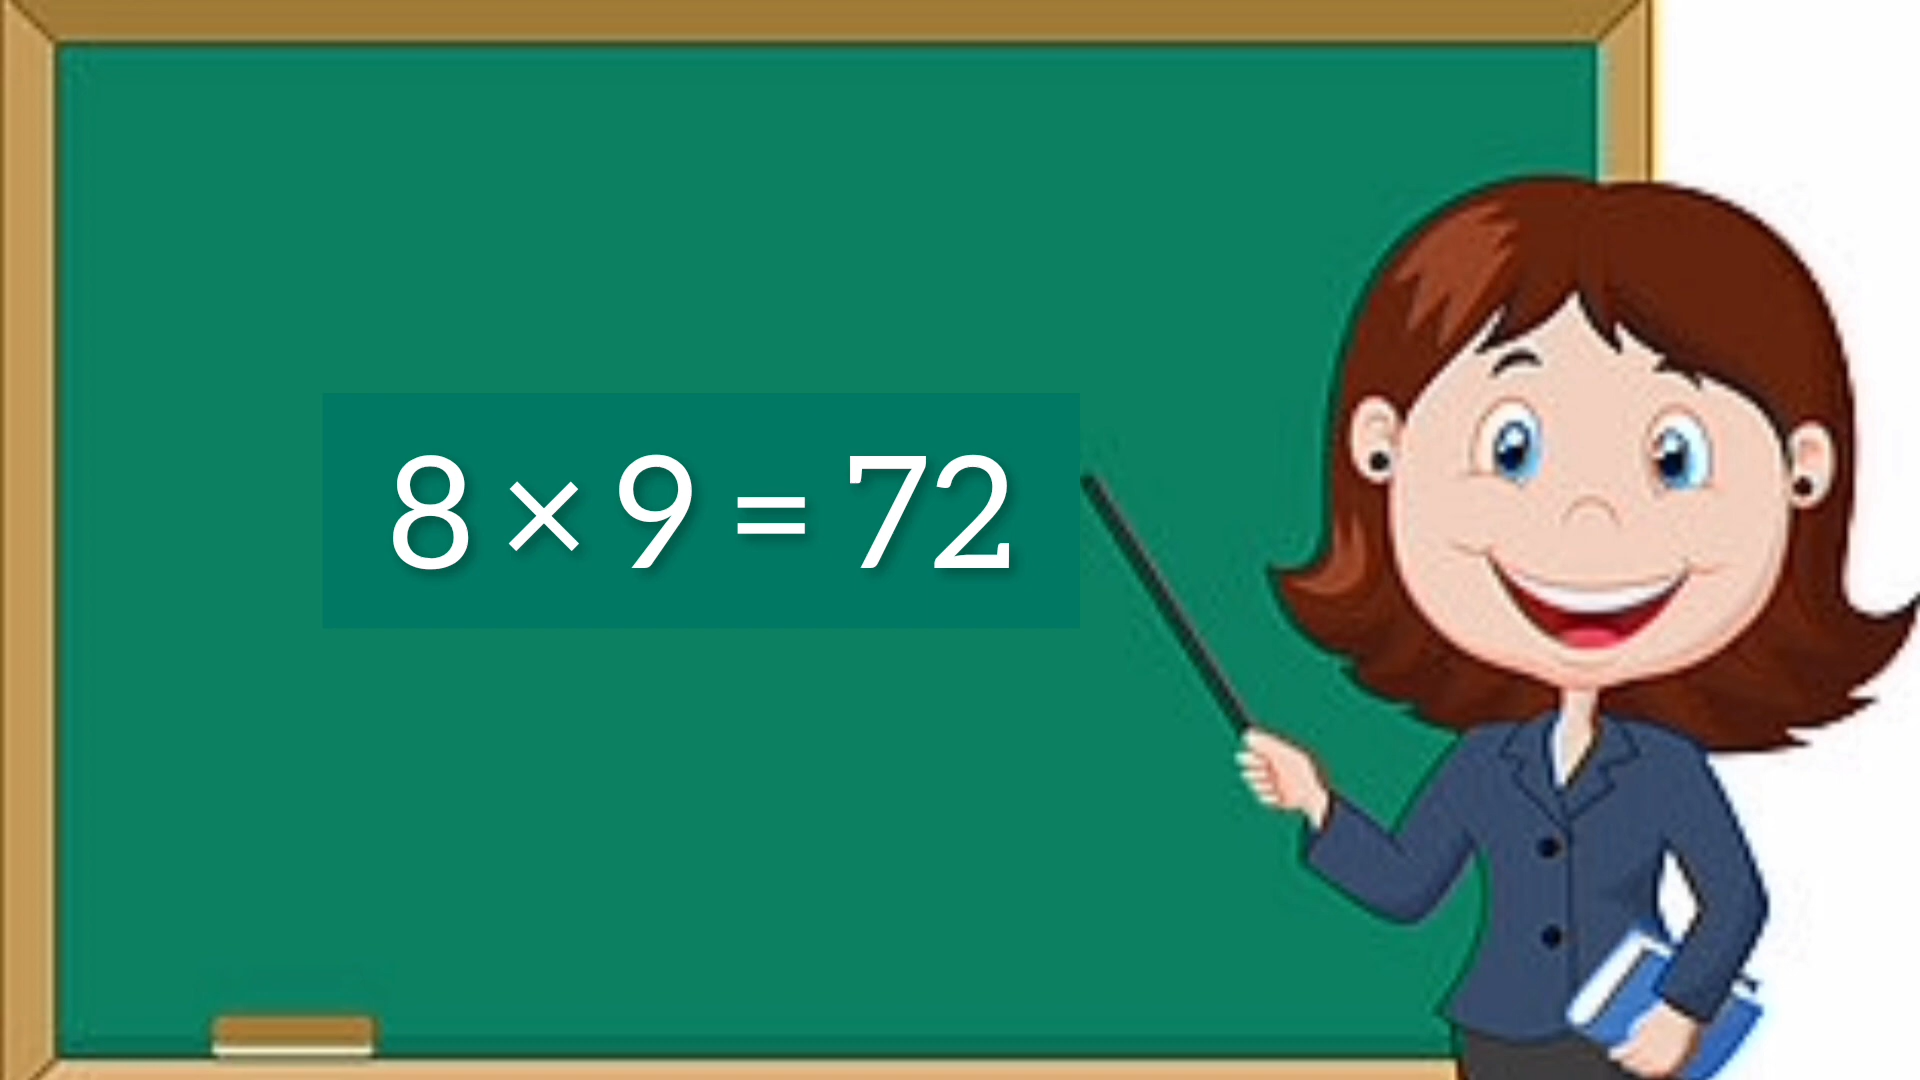 8 × 9 = 72